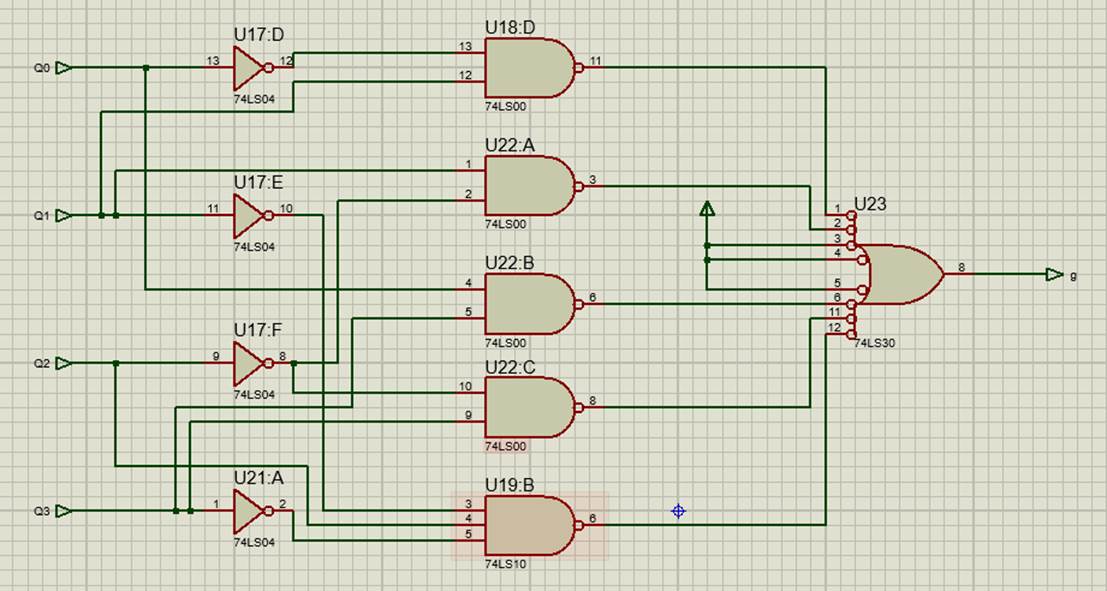 U18:D
U17:D
Q0
13
12
13
12
11
74LS04
74LS00
U22:A
1
2
3
U17:E
Q1
11
10
74LS04
74LS00
U23
1
2
3
4
5
6
11
12
8
g
74LS30
U22:B
4
5
6
74LS00
U17:F
Q2
9
8
74LS04
U22:C
10
9
8
74LS00
U21:A
Q3
1
2
74LS04
U19:B
3
4
5
6
74LS10